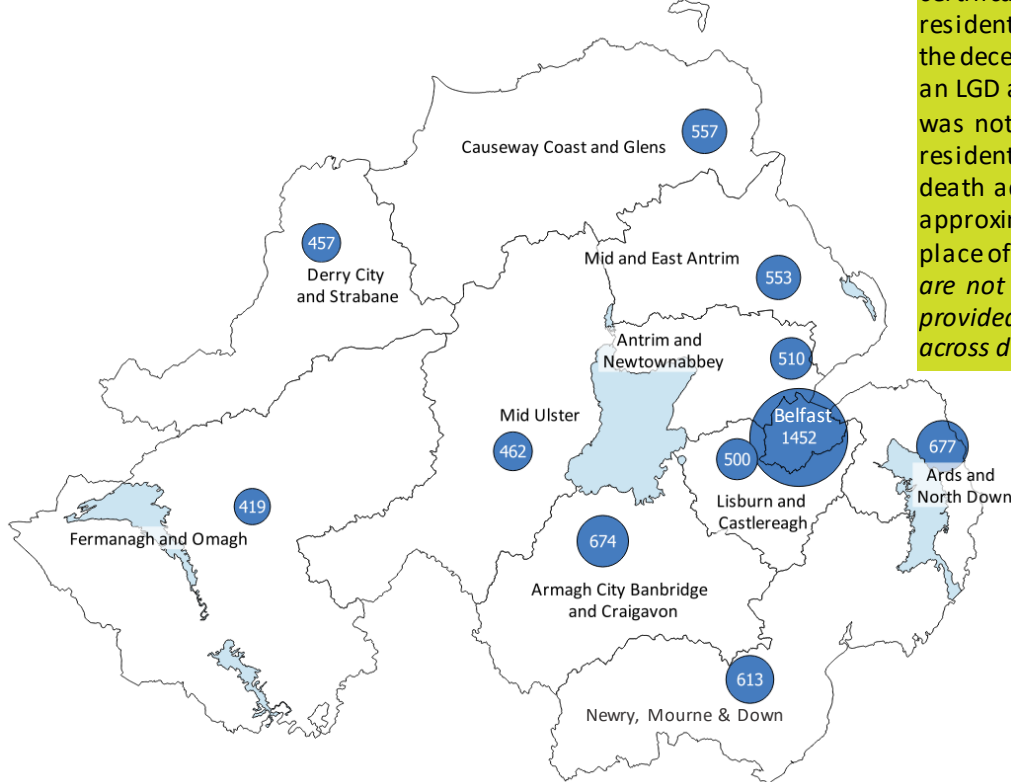 resident
the dece
an LGD a
was not
resident
death ac
approxin
place of
are not
provided
across d
557
Causeway Coast and Glens
457
Derry City
and Strabane
Mid and East Antrim
553
Antrim and
Newtownabbey
510
Mid Ulster
462
Belfast
1452
500
Lisburn and
Castlereagh
677
Ards and
North Down
419
Fermanagh and Omagh
674
Armagh City Banbridge
and Craigavon
613
Newry, Mourne & Down